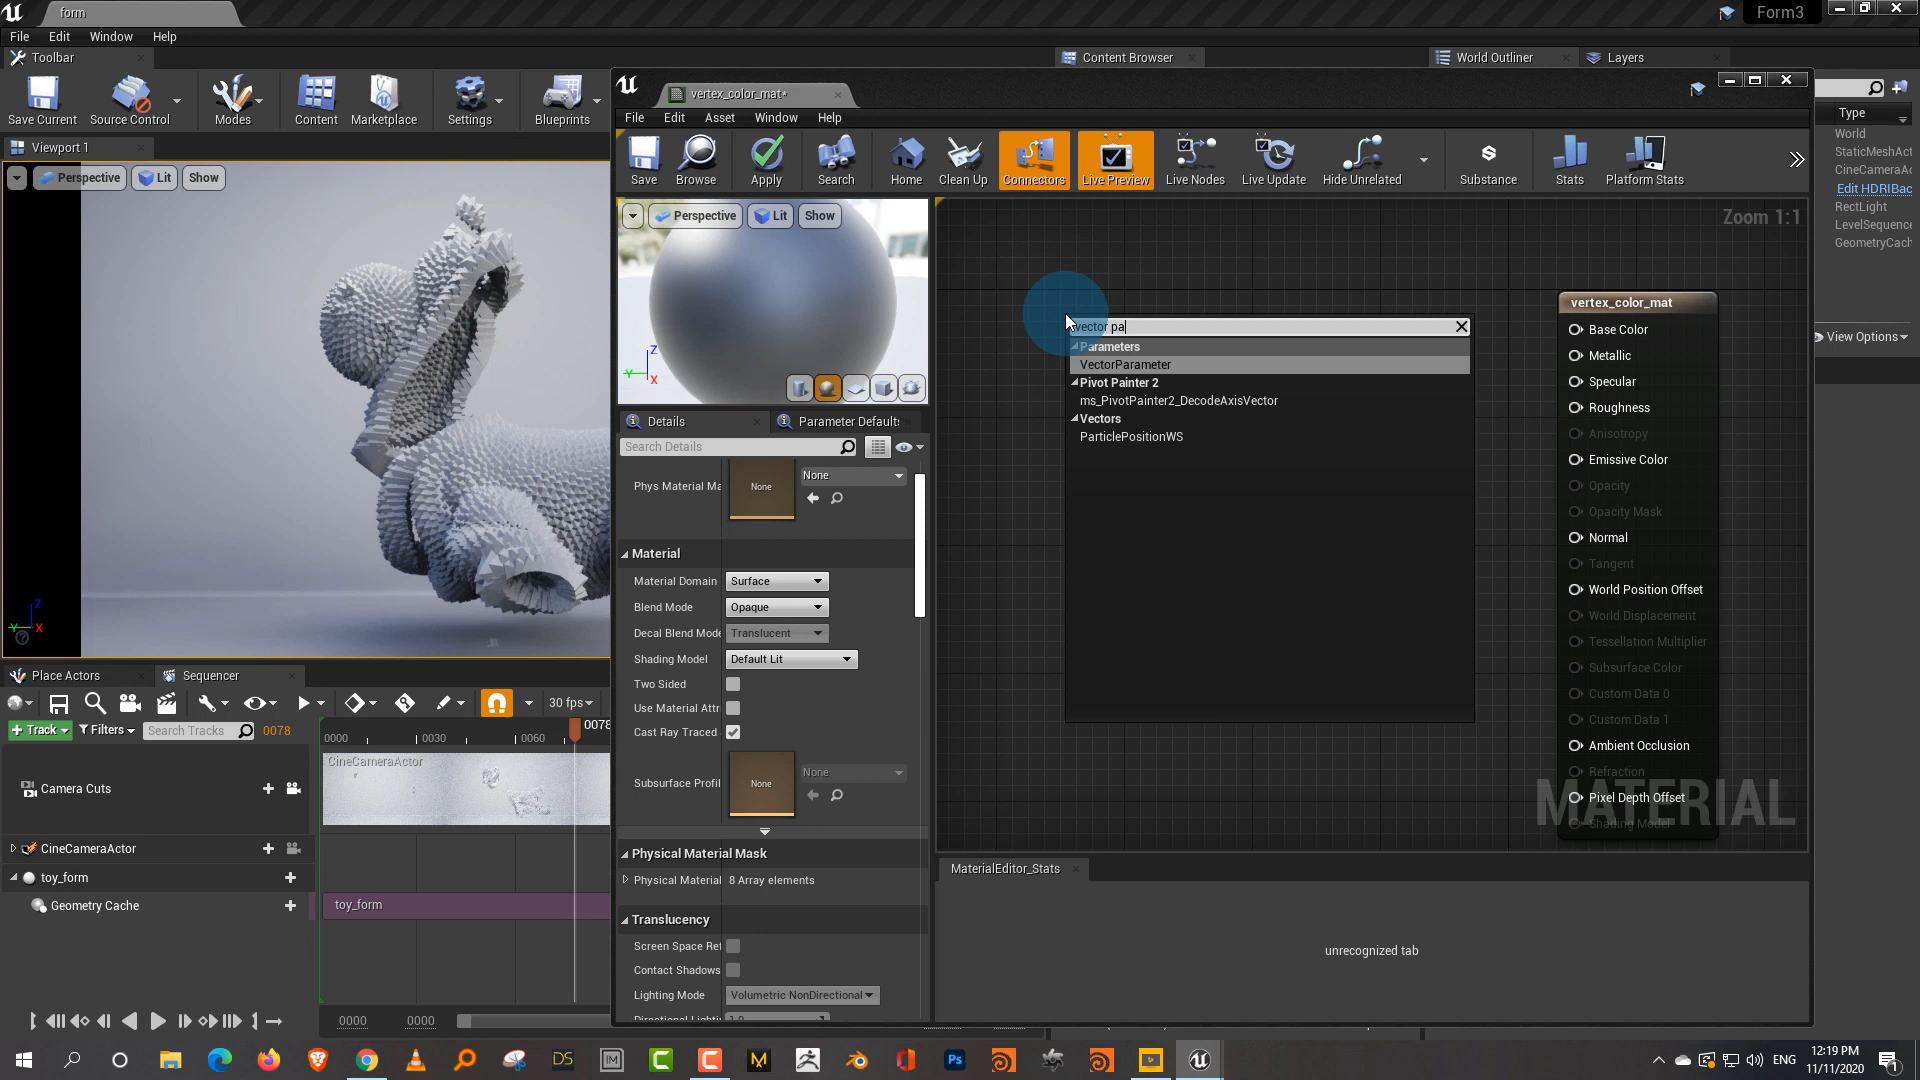 form
Form3
File Edit Window Help
Toolbar
Content Browser
World Outliner
Layers
Save Current
Source Control
Modes
Content
Marketplace
Settings
Blueprints
Viewport 1
Perspective
Lit
Show
vertex_color_mat*
File Edit Asset Window Help
Save
Browse
Apply
Search
Home
Clean Up
Connectors
Live Preview
Live Nodes
Live Update
Hide Unrelated
Substance
Stats
Platform Stats
Perspective
Lit
Show
Zoom 1:1
Type
World
StaticMeshAct
CineCameraAc
Edit HDRIBac
RectLight
LevelSequence
GeometryCach
View Options
vector pa
Parameters
VectorParameter
Pivot Painter 2
ms_PivotPainter2_DecodeAxisVector
Vectors
ParticlePositionWS
vertex_color_mat
Base Color
Metallic
Specular
Roughness
Anisotropy
Emissive Color
Opacity
Opacity Mask
Normal
Tangent
World Position Offset
World Displacement
Tessellation Multiplier
Subsurface Color
Custom Data 0
Custom Data 1
Ambient Occlusion
Refraction
Pixel Depth Offset
Shading Model
MATERIAL
Z
Y
X
Details
Parameter Defaults
Search Details
Phys Material Ma
None
None
Material
Material Domain Surface
Blend Mode Opaque
Decal Blend Mode Translucent
Shading Model Default Lit
Two Sided
Use Material Attr
Cast Ray Traced
Subsurface Profil
None
None
Physical Material Mask
Physical Material 8 Array elements
Translucency
Screen Space Ref
Contact Shadows
Lighting Mode Volumetric NonDirectional
Directional Lighti 1.0
MaterialEditor_Stats
unrecognized tab
Z
Y
X
Place Actors
Sequencer
30 fps
Track
Filters
Search Tracks
0078
0078
0000
0030
0060
CineCameraActor
Camera Cuts
CineCameraActor
toy_form
Geometry Cache
toy_form
0000
0000
DS
Ps
ENG
12:19 PM
11/11/2020
1